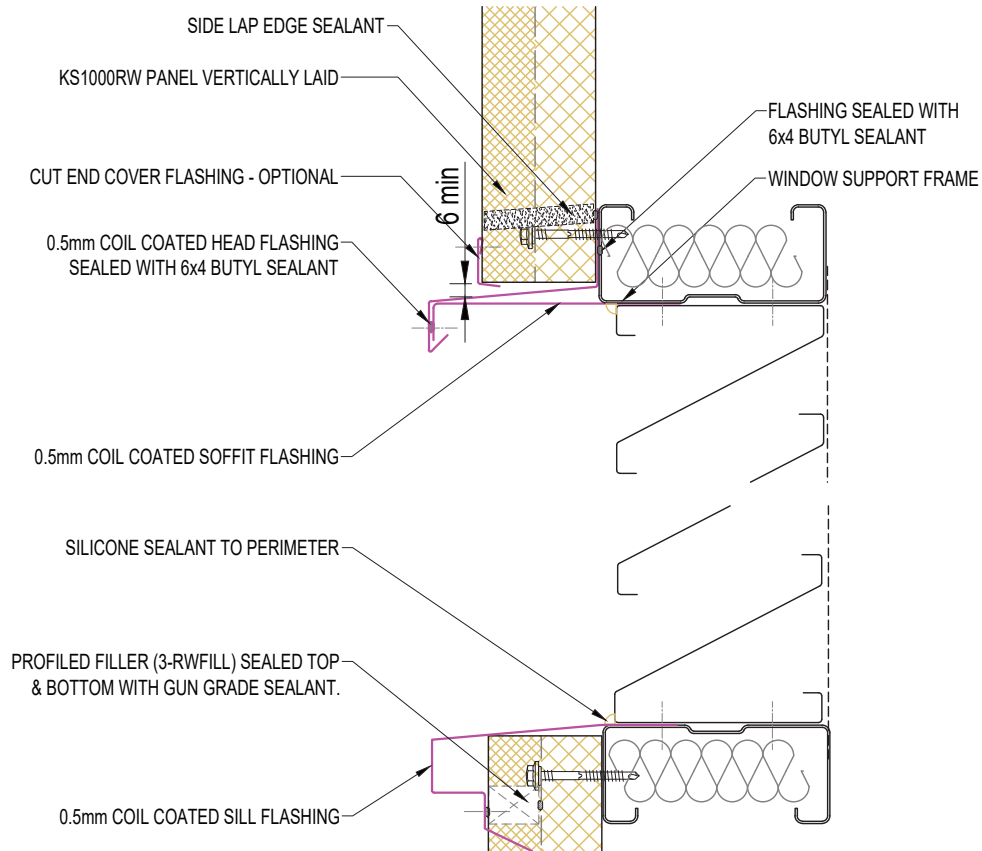 SIDE LAP EDGE SEALANT
KS1000RW PANEL VERTICALLY LAID
FLASHING SEALED WITH
6x4 BUTYL SEALANT
CUT END COVER FLASHING - OPTIONAL
6 min
WINDOW SUPPORT FRAME
0.5mm COIL COATED HEAD FLASHING
SEALED WITH 6x4 BUTYL SEALANT
0.5mm COIL COATED SOFFIT FLASHING
SILICONE SEALANT TO PERIMETER
PROFILED FILLER (3-RWFILL) SEALED TOP
& BOTTOM WITH GUN GRADE SEALANT.
0.5mm COIL COATED SILL FLASHING